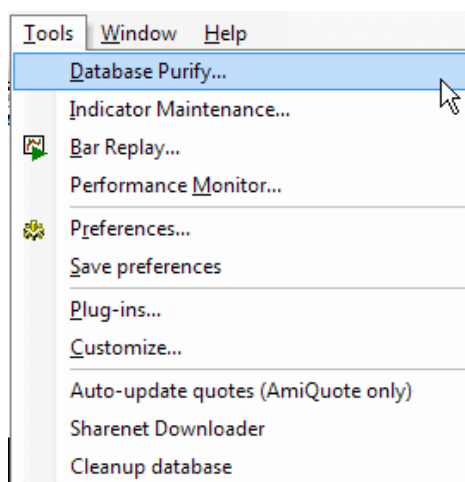 Tools Window Help
Database Purify...
Indicator Maintenance...
Bar Replay...
Performance Monitor...
Preferences...
Save preferences
Plug-ins...
Customize...
Auto-update quotes (AmiQuote only)
Sharenet Downloader
Cleanup database